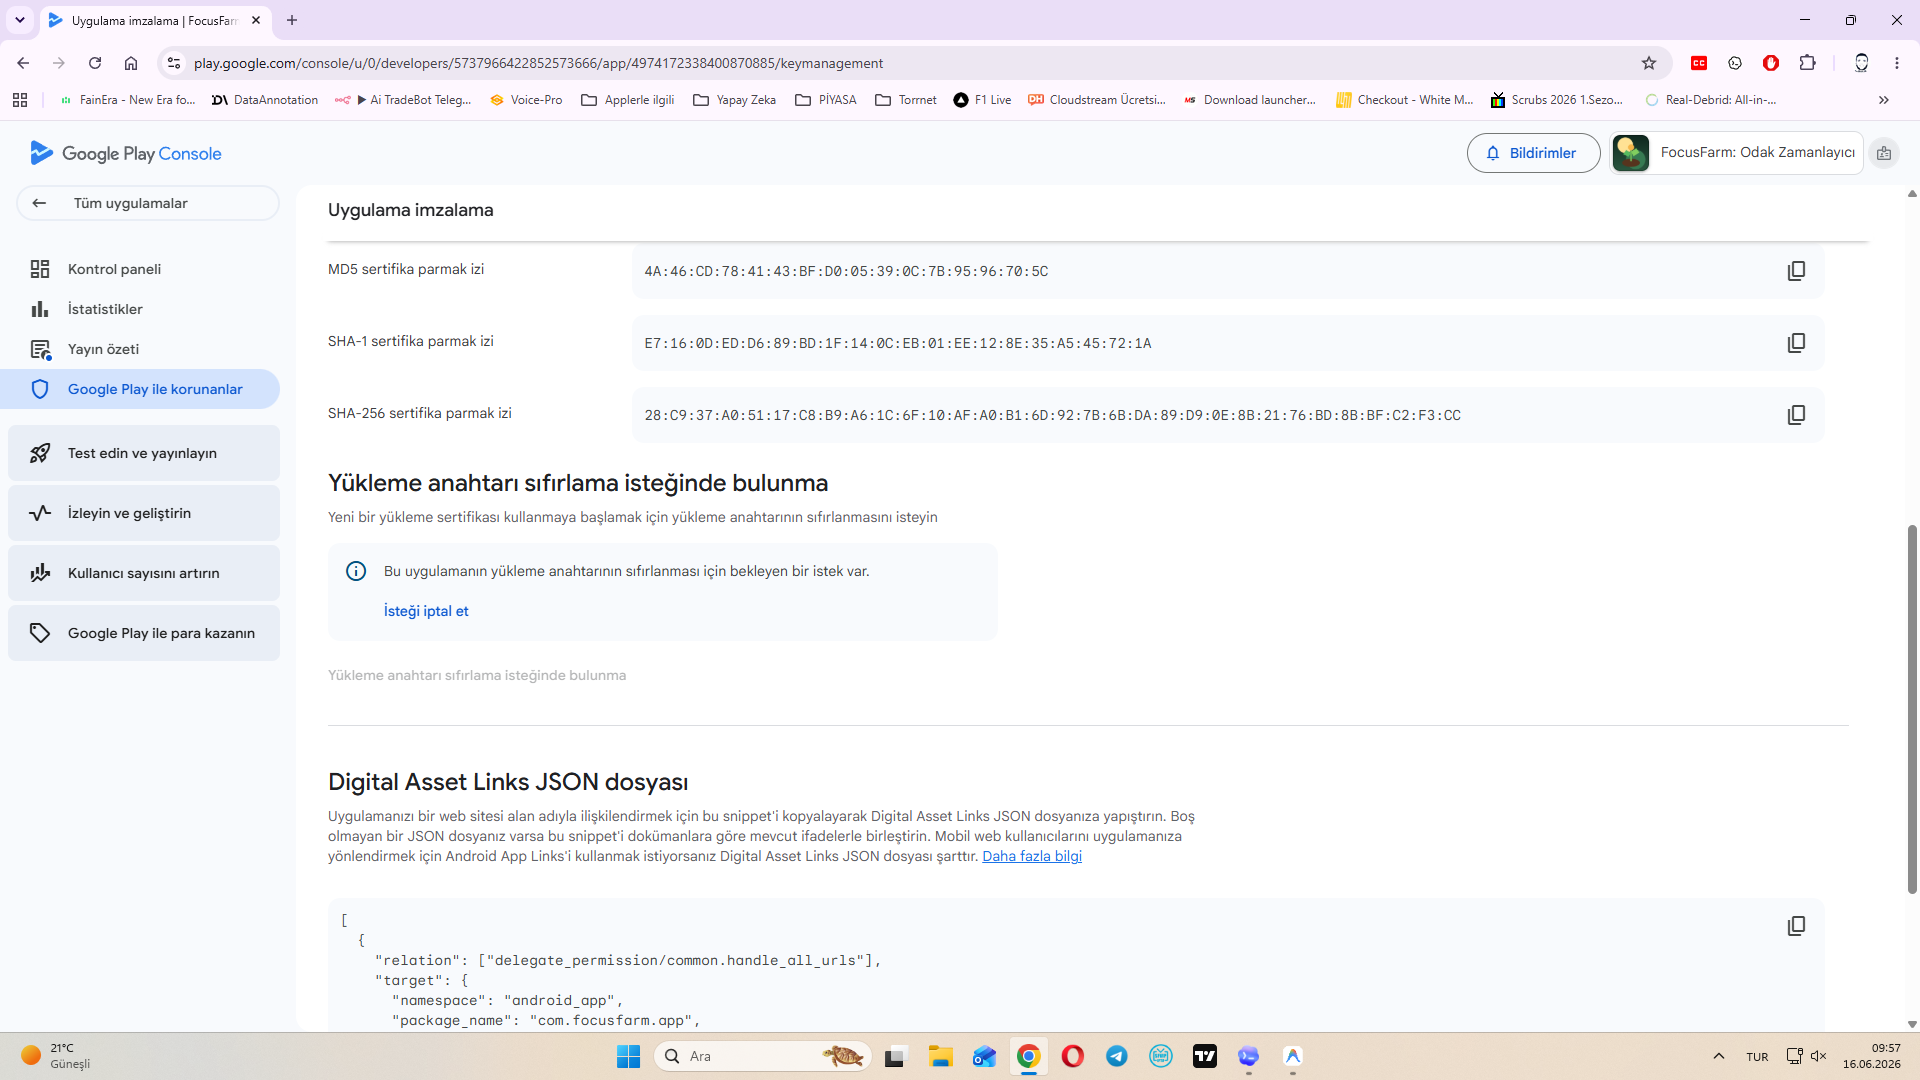 Uygulama imzalama | FocusFarm
play.google.com/console/u/0/developers/5737966422852573666/app/4974172338400870885/keymanagement
FainEra - New Era fo...
DataAnnotation
Ai TradeBot Teleg...
Voice-Pro
Applerle ilgili
Yapay Zeka
PİYASA
Torrnet
F1 Live
Cloudstream Ücretsi...
Download launcher...
Checkout - White M...
Scrubs 2026 1.Sezo...
Real-Debrid: All-in-...
Google Play Console
Bildirimler
FocusFarm: Odak Zamanlayıcı
Tüm uygulamalar
Kontrol paneli
İstatistikler
Yayın özeti
Google Play ile korunanlar
Test edin ve yayınlayın
İzleyin ve geliştirin
Kullanıcı sayısını artırın
Google Play ile para kazanın
Uygulama imzalama
MD5 sertifika parmak izi
4A:46:CD:78:41:43:BF:D0:05:39:0C:7B:95:96:70:5C
SHA-1 sertifika parmak izi
E7:16:0D:ED:D6:89:BD:1F:14:0C:EB:01:EE:12:8E:35:A5:45:72:1A
SHA-256 sertifika parmak izi
28:C9:37:A0:51:17:C8:B9:A6:1C:6F:10:AF:A0:B1:6D:92:7B:6B:DA:89:D9:0E:8B:21:76:BD:8B:BF:C2:F3:CC
Yükleme anahtarı sıfırlama isteğinde bulunma
Yeni bir yükleme sertifikası kullanmaya başlamak için yükleme anahtarının sıfırlanmasını isteyin
Bu uygulamanın yükleme anahtarının sıfırlanması için bekleyen bir istek var.
İsteği iptal et
Yükleme anahtarı sıfırlama isteğinde bulunma
Digital Asset Links JSON dosyası
Uygulamanızı bir web sitesi alan adıyla ilişkilendirmek için bu snippet'i kopyalayarak Digital Asset Links JSON dosyanıza yapıştırın. Boş
olmayan bir JSON dosyanız varsa bu snippet'i dokümanlara göre mevcut ifadelerle birleştirin. Mobil web kullanıcılarını uygulamanıza
yönlendirmek için Android App Links'i kullanmak istiyorsanız Digital Asset Links JSON dosyası şarttır. Daha fazla bilgi
[
{
"relation": ["delegate_permission/common.handle_all_urls"],
"target": {
"namespace": "android_app",
"package_name": "com.focusfarm.app",
21°C
Güneşli
Ara
TUR
09:57
16.06.2026